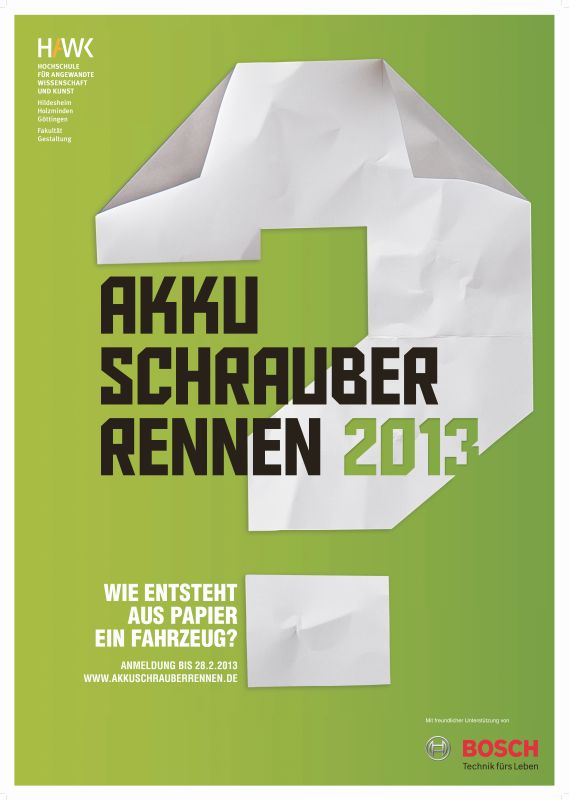 HAWK
HOCHSCHULE
FÜR ANGEWANDTE
WISSENSCHAFT
UND KUNST
Hildesheim
Holzminden
Göttingen
Fakultät
Gestaltung
AKKU
SCHRAUBER
RENNEN 2013
WIE ENTSTEHT
AUS PAPIER
EIN FAHRZEUG?
ANMELDUNG BIS 28.2.2013
WWW.AKKUSCHRAUBERRENNEN.DE
Mit freundlicher Unterstützung von
BOSCH
Technik fürs Leben